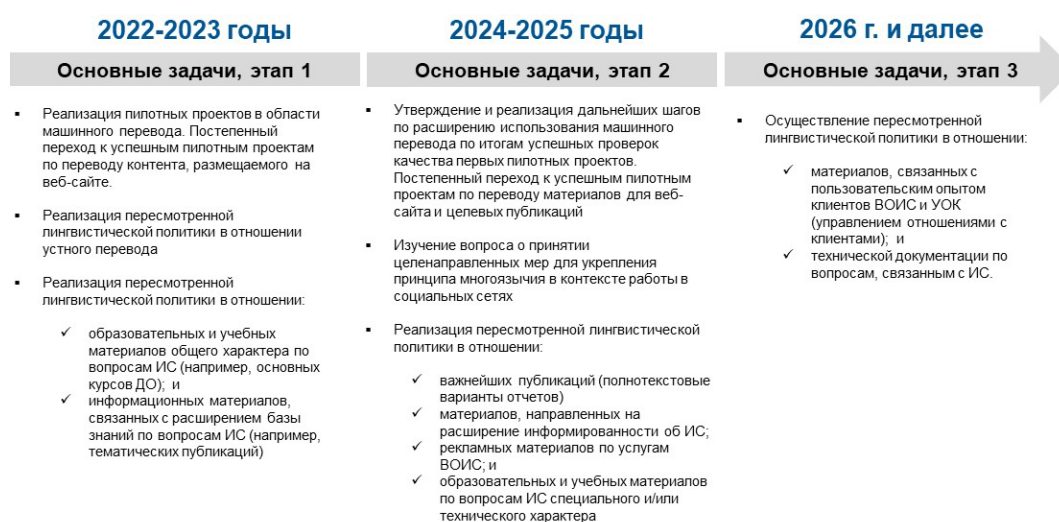 2022-2023 годы
Основные задачи, этап 1
▪ Реализация пилотных проектов в области
машинного перевода. Постепенный
переход к успешным пилотным проектам
по переводу контента, размещаемого на
веб-сайте.
▪ Реализация пересмотренной
лингвистической политики в отношении
устного перевода
▪ Реализация пересмотренной
лингвистической политики в отношении:
✓ образовательных и учебных
материалов общего характера по
вопросам ИС (например, основных
курсов ДО); и
✓ информационных материалов,
связанных с расширением базы
знаний по вопросам ИС (например,
тематических публикаций)
2024-2025 годы
Основные задачи, этап 2
▪ Утверждение и реализация дальнейших шагов
по расширению использования машинного
перевода по итогам успешных проверок
качества первых пилотных проектов.
Постепенный переход к успешным пилотным
проектам по переводу материалов для веб-
сайта и целевых публикаций
▪ Изучение вопроса о принятии
целенаправленных мер для укрепления
принципа многоязычия в контексте работы в
социальных сетях
▪ Реализация пересмотренной лингвистической
политики в отношении:
✓ важнейших публикаций (полнотекстовые
варианты отчетов)
✓ материалов, направленных на
расширение информированности об ИС;
✓ рекламных материалов по услугам
ВОИС; и
✓ образовательных и учебных материалов
по вопросам ИС специального и/или
технического характера
2026 г. и далее
Основные задачи, этап 3
▪ Осуществление пересмотренной
лингвистической политики в отношении:
✓ материалов, связанных с
пользовательским опытом
клиентов ВОИС и УОК
(управлением отношениями с
клиентами); и
✓ технической документации по
вопросам, связанным с ИС.